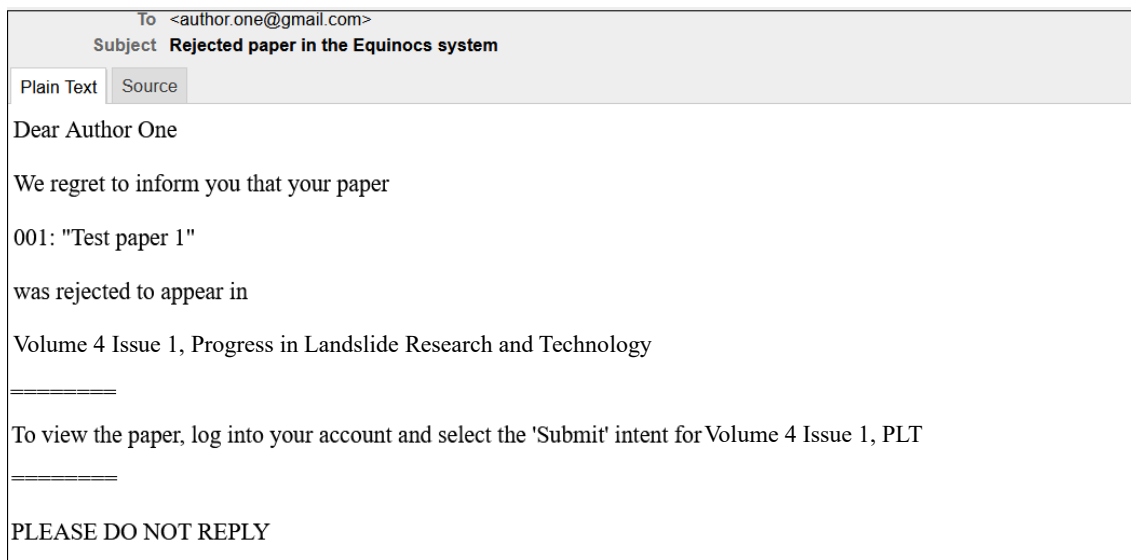 To <author.one@gmail.com>
Subject Rejected paper in the Equinocs system
Plain Text Source
Dear Author One
We regret to inform you that your paper
001: "Test paper 1"
was rejected to appear in
Volume 4 Issue 1, Progress in Landslide Research and Technology
========
To view the paper, log into your account and select the 'Submit' intent for Volume 4 Issue 1, PLT
========
PLEASE DO NOT REPLY